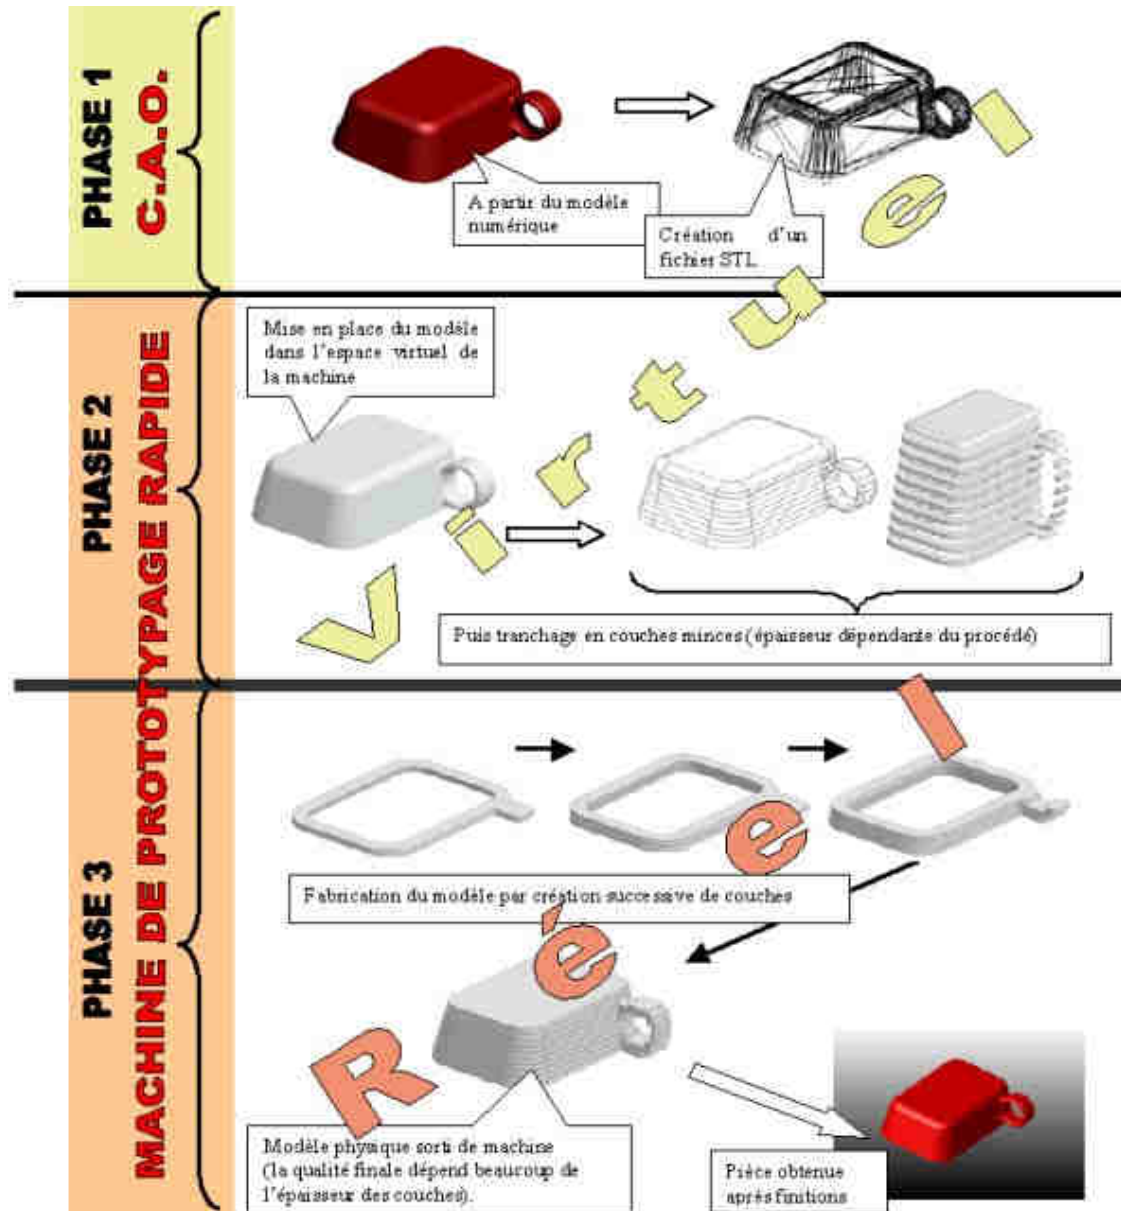 PHASE 1
C.A.O.
A partir du modèle
numérique
Création d'un
fichier STL
PHASE 2
MACHINE DE PROTOTYPAGE RAPIDE
Mise en place du modèle
dans l'espace virtuel de
la machine
Virtuel
Puis tranchage en couches minces (épaisseur dépendante du procédé)
PHASE 3
Fabrication du modèle par création successive de couches
Réel
Modèle physique sorti de machine
(la qualité finale dépend beaucoup de
l'épaisseur des couches).
Pièce obtenue
après finitions